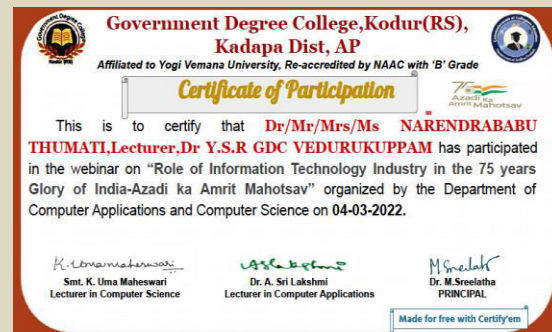 Government Degree College,Kodur(RS),
Kadapa Dist, AP
Affiliated to Yogi Vemana University, Re-accredited by NAAC with 'B' Grade
Certificate of Participation
Azadi Ka
Amrit Mahotsav
This is to certify that Dr/Mr/Mrs/Ms NARENDRABABU
THUMATI,Lecturer,Dr Y.S.R GDC VEDURUKUPPAM has participated
in the webinar on “Role of Information Technology Industry in the 75 years
Glory of India-Azadi ka Amrit Mahotsav” organized by the Department of
Computer Applications and Computer Science on 04-03-2022.
K. Umamaheswari
Smt. K. Uma Maheswari
Lecturer in Computer Science
Dr. A. Sri Lakshmi
Lecturer in Computer Applications
M Sreelath
Dr. M.Sreelatha
PRINCIPAL
Made for free with Certify'em